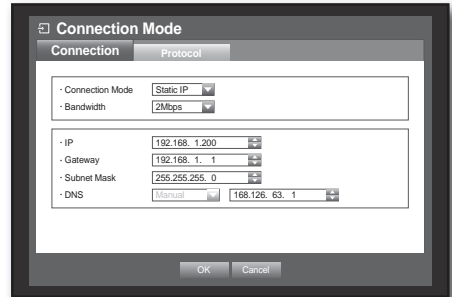 Connection Mode
Connection Protocol
· Connection Mode Static IP
· Bandwidth 2Mbps
· IP 192.168. 1.200
· Gateway 192.168. 1. 1
· Subnet Mask 255.255.255. 0
· DNS Manual 168.126. 63. 1
OK Cancel